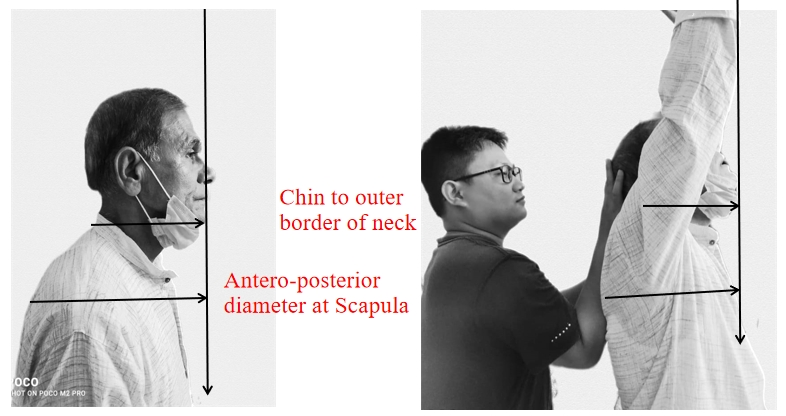 Chin to outer
border of neck
Antero-posterior
diameter at Scapula
OCO
HOT ON POCO M2 PRO